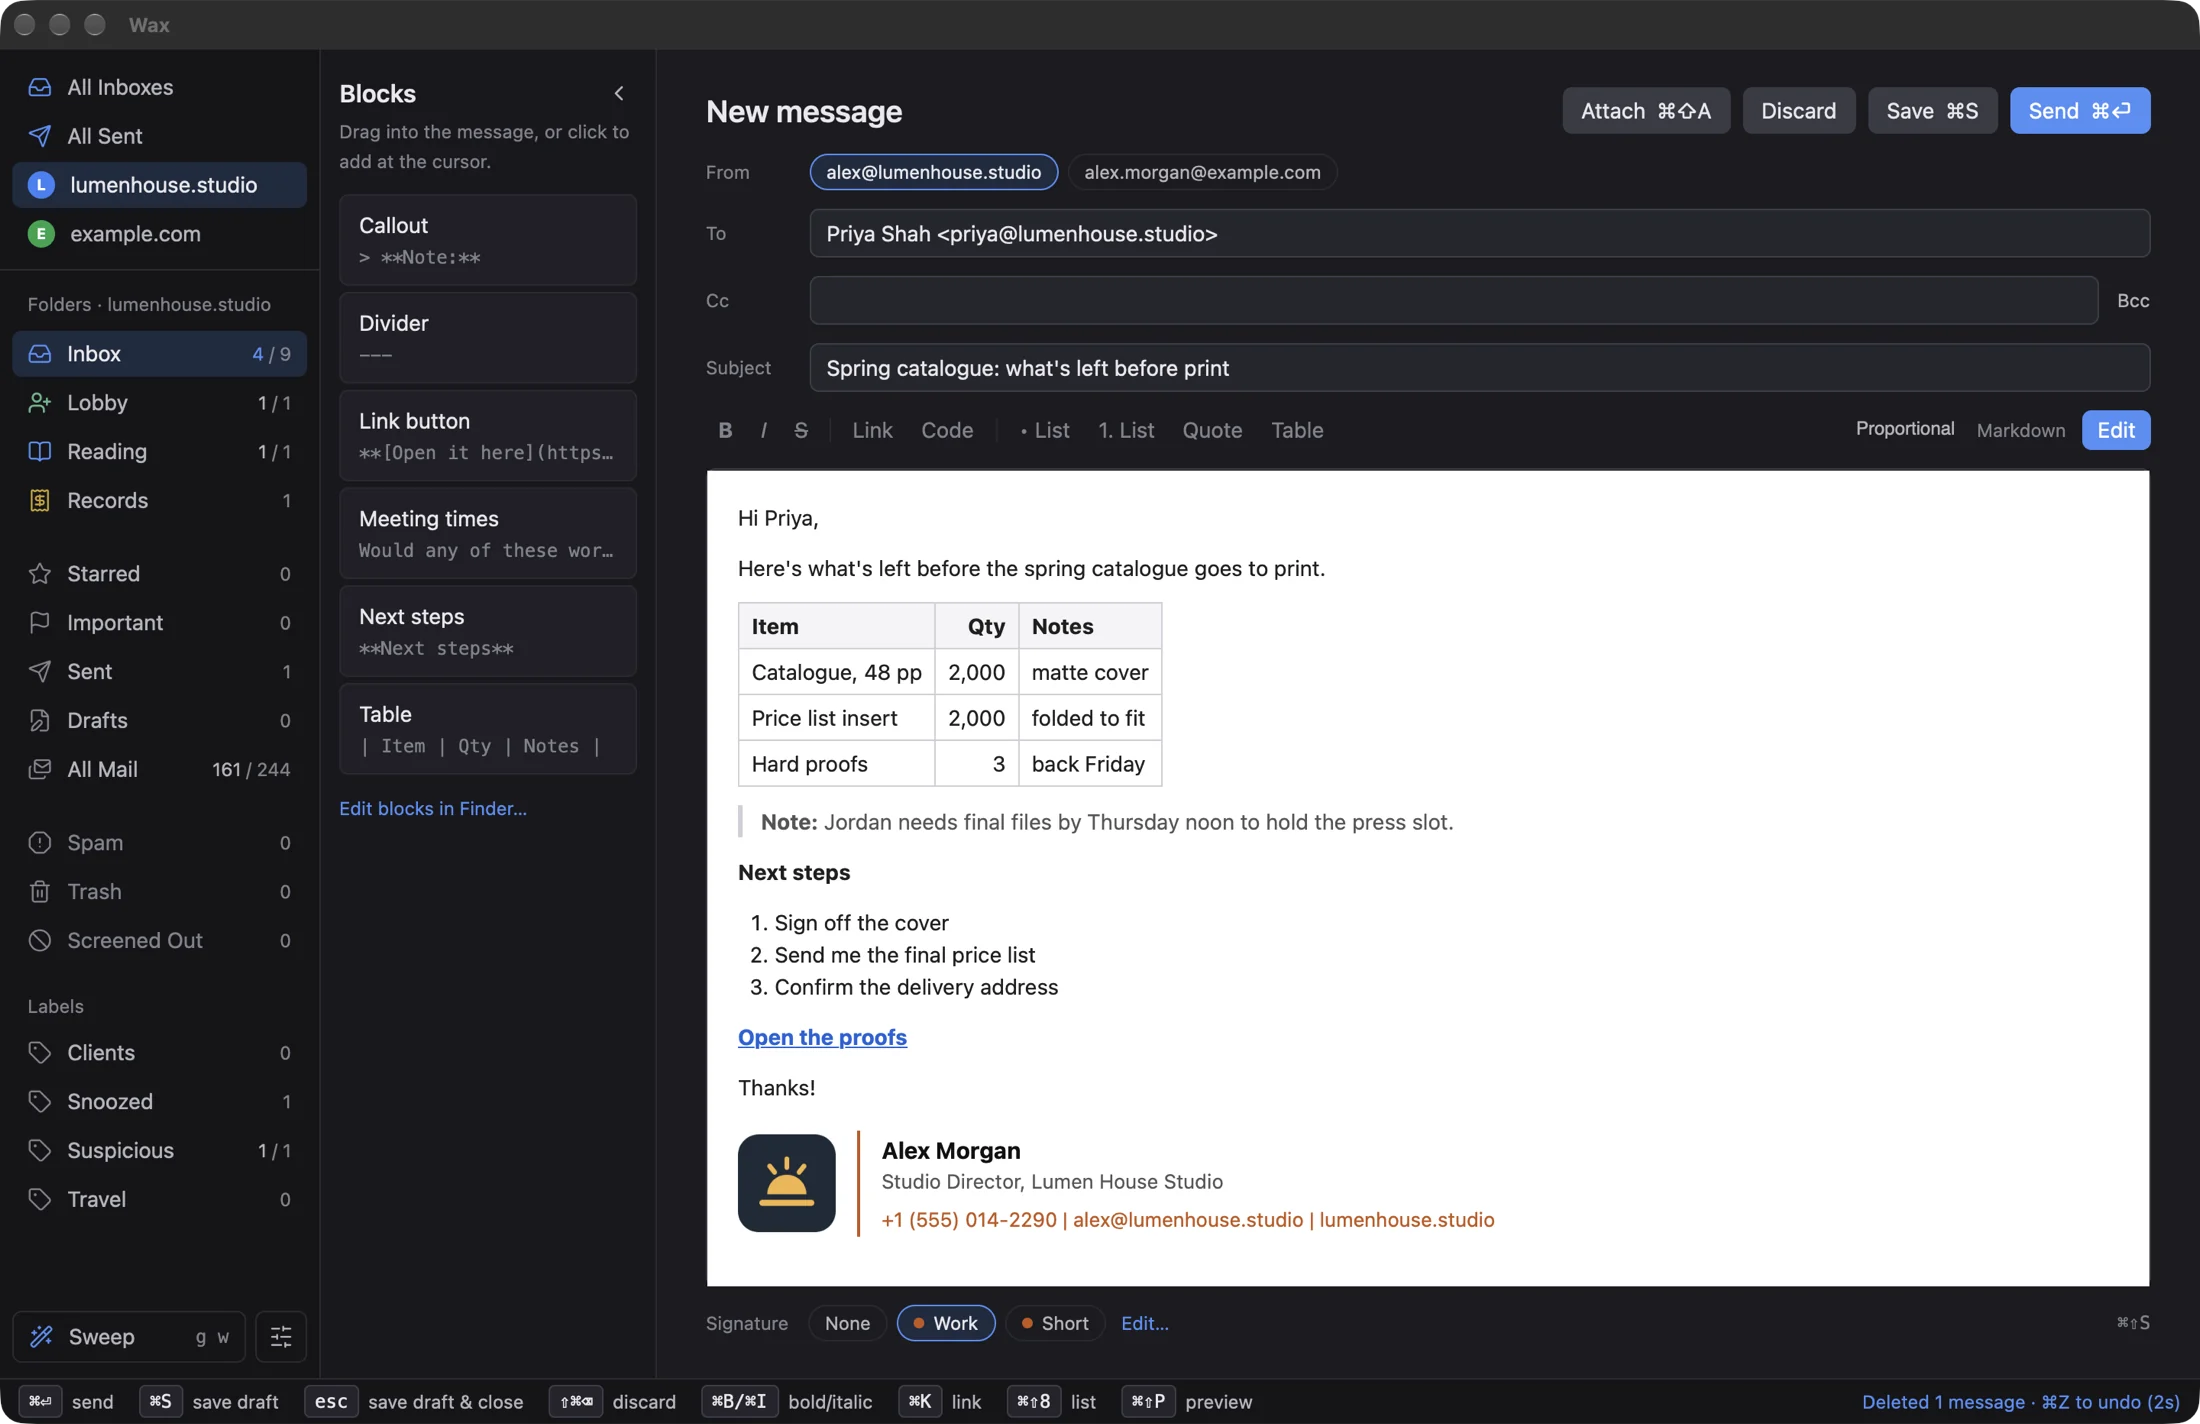 Wax
All Inboxes
All Sent
L lumenhouse.studio
E example.com
Folders · lumenhouse.studio
Inbox 4 / 9
Lobby 1 / 1
Reading 1 / 1
Records 1
Starred 0
Important 0
Sent 1
Drafts 0
All Mail 161 / 244
Spam 0
Trash 0
Screened Out 0
Labels
Clients 0
Snoozed 1
Suspicious 1 / 1
Travel 0
Sweep g w
Blocks
Drag into the message, or click to
add at the cursor.
Callout
> **Note:**
Divider
---
Link button
**[Open it here](https…
Meeting times
Would any of these wor…
Next steps
**Next steps**
Table
| Item | Qty | Notes |
Edit blocks in Finder...
New message
Attach ⌘⇧A Discard Save ⌘S Send ⌘⏎
From alex@lumenhouse.studio alex.morgan@example.com
To Priya Shah <priya@lumenhouse.studio>
Cc Bcc
Subject Spring catalogue: what's left before print
B I S Link Code • List 1. List Quote Table Proportional Markdown Edit
Hi Priya,
Here's what's left before the spring catalogue goes to print.
Item Qty Notes
Catalogue, 48 pp 2,000 matte cover
Price list insert 2,000 folded to fit
Hard proofs 3 back Friday
Note: Jordan needs final files by Thursday noon to hold the press slot.
Next steps
1. Sign off the cover
2. Send me the final price list
3. Confirm the delivery address
Open the proofs
Thanks!
Alex Morgan
Studio Director, Lumen House Studio
+1 (555) 014-2290 | alex@lumenhouse.studio | lumenhouse.studio
Signature None Work Short Edit... ⌘⇧S
⌘⏎ send ⌘S save draft esc save draft & close ⇧⌘⌫ discard ⌘B/⌘I bold/italic ⌘K link ⌘⇧8 list ⌘⇧P preview Deleted 1 message · ⌘Z to undo (2s)